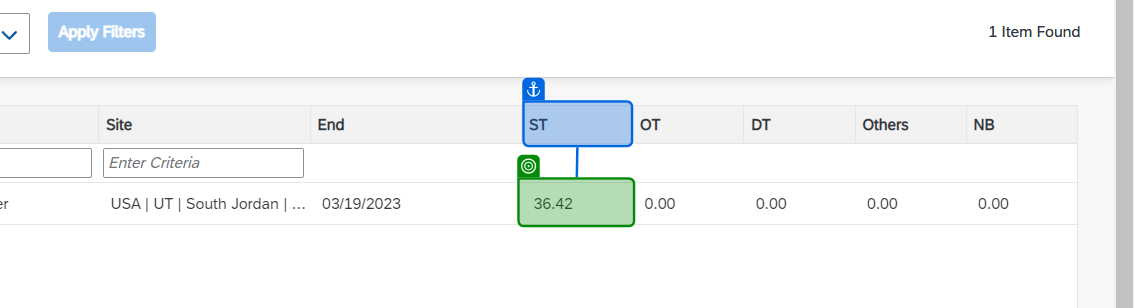 Apply Filters
1 Item Found
Site End ST OT DT Others NB
Enter Criteria
er USA | UT | South Jordan | ... 03/19/2023 36.42 0.00 0.00 0.00 0.00